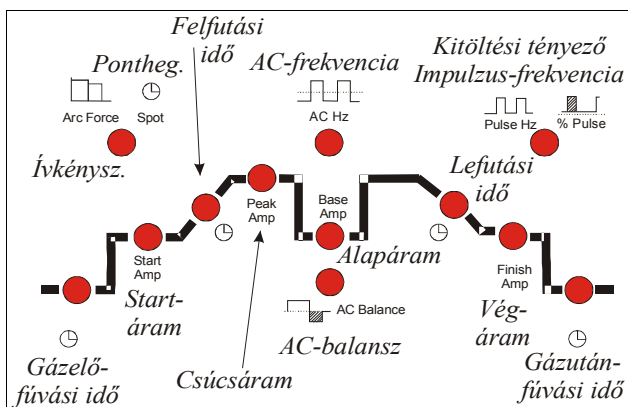 Felfutási
idő
Pontheg.
AC-frekvencia
Kitöltési tényező
Impulzus-frekvencia
Arc Force
Spot
AC Hz
Pulse Hz
% Pulse
Ívkénysz.
Lefutási
idő
Peak
Amp
Base
Amp
Start
Amp
Alapáram
Finish
Amp
Start-
áram
AC Balance
Vég-
áram
AC-balansz
Gázelő-
fúvási idő
Csúcsáram
Gázután-
fúvási idő